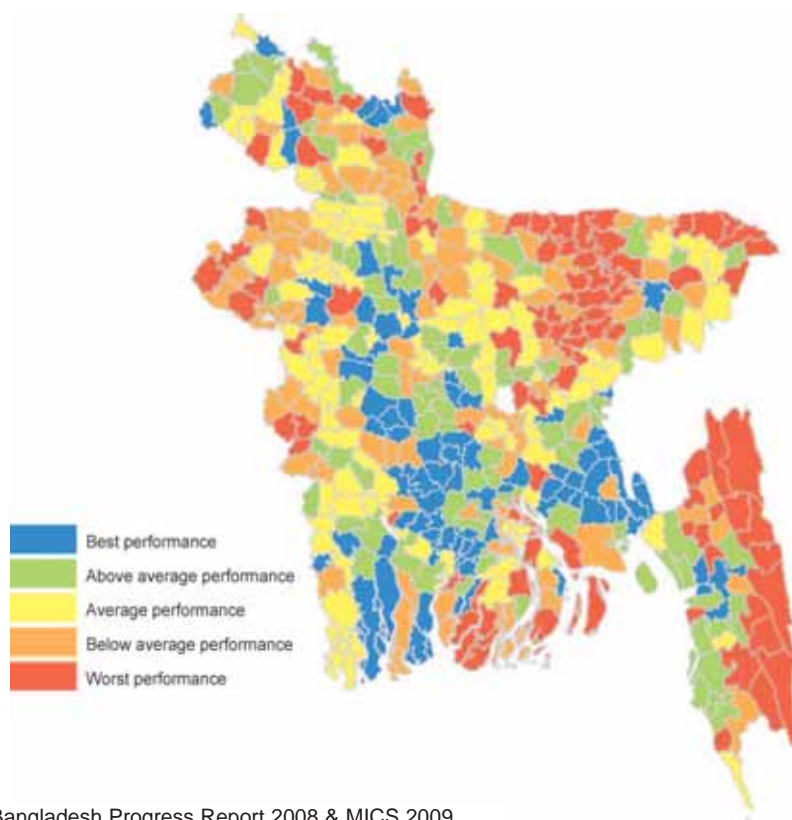 Best performance
Above average performance
Average performance
Below average performance
Worst performance
Bangladesh Progress Report 2008 & MICS 2009